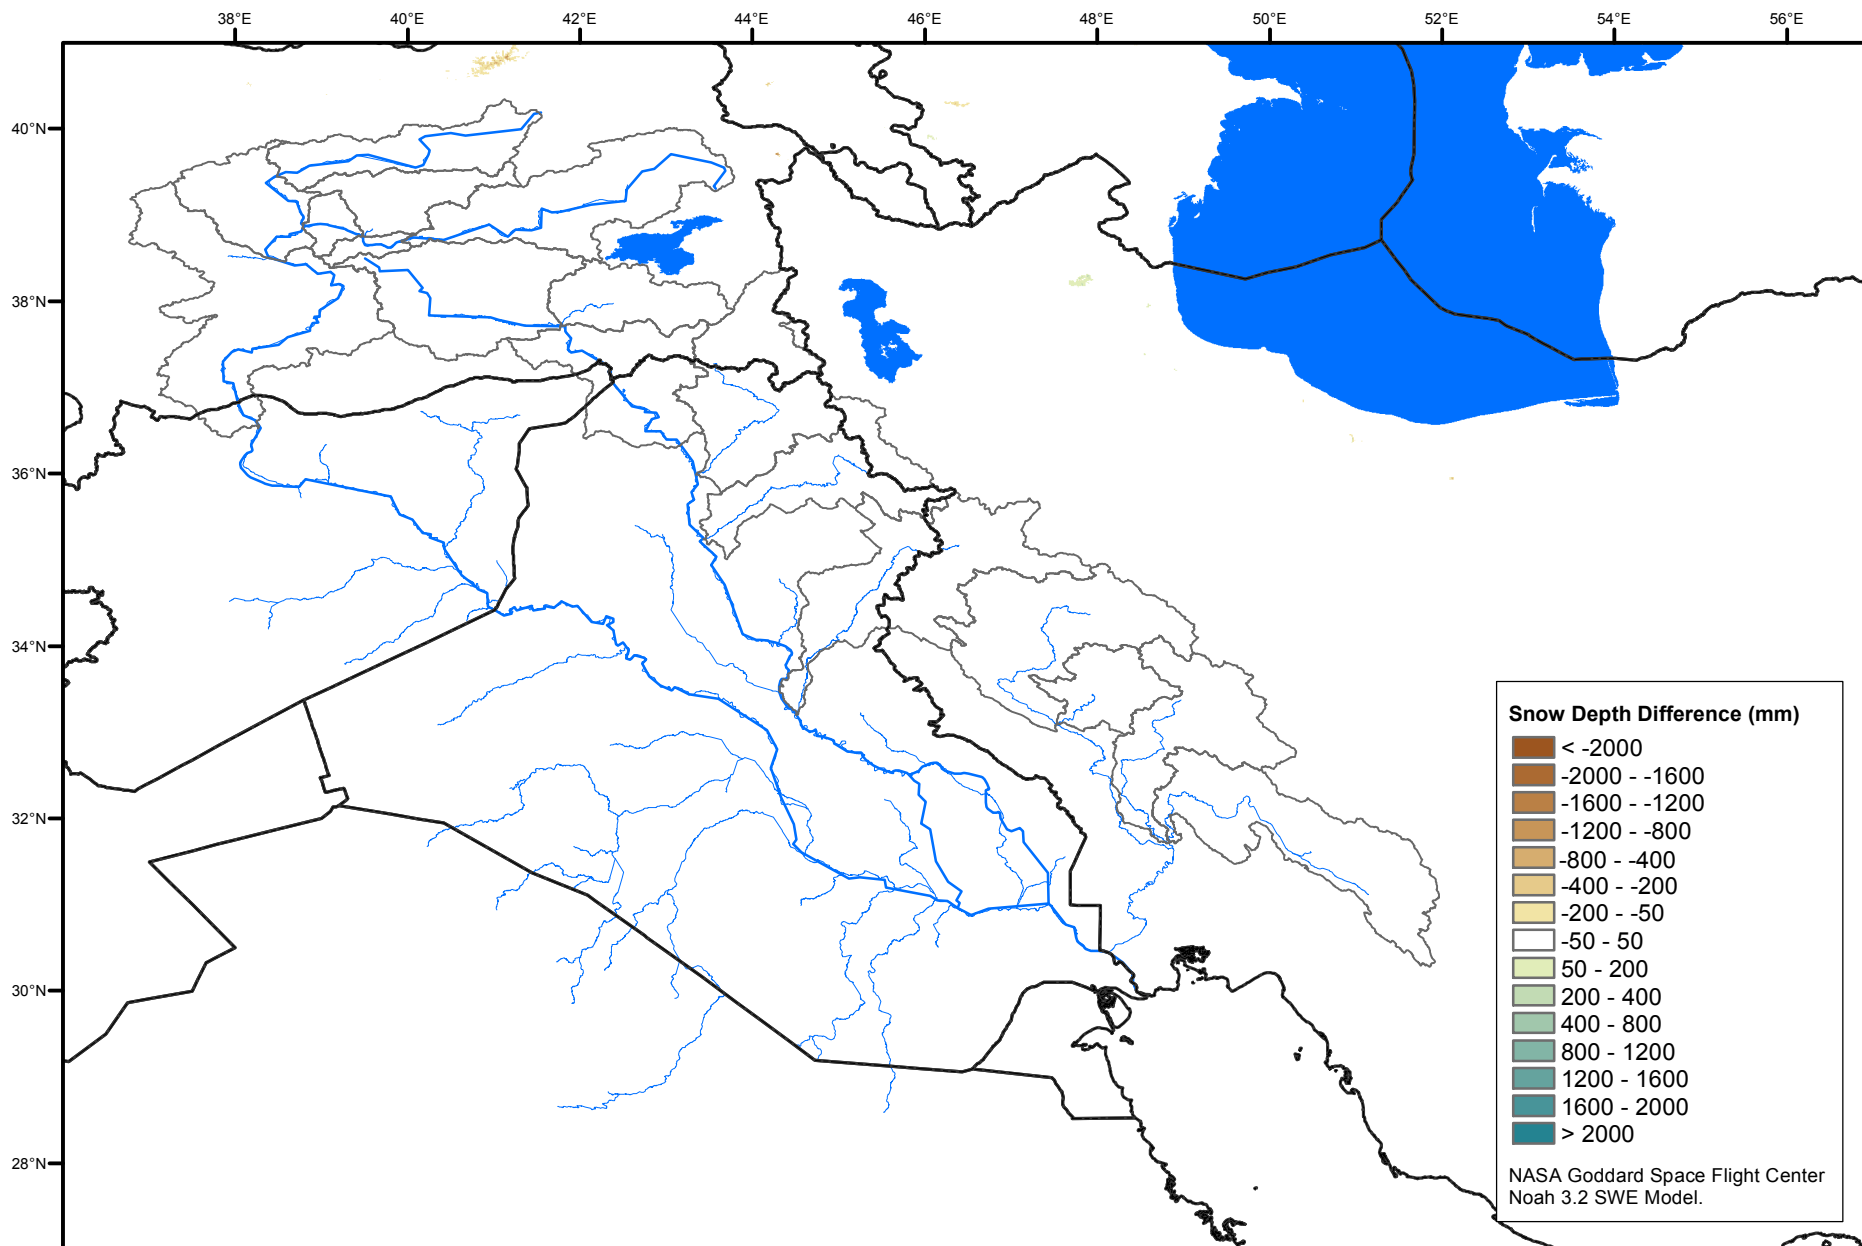 38°E 40°E 42°E 44°E 46°E 48°E 50°E 52°E 54°E 56°E
40°N
38°N
36°N
34°N
32°N
30°N
28°N
Snow Depth Difference (mm)
< -2000
-2000 - -1600
-1600 - -1200
-1200 - -800
-800 - -400
-400 - -200
-200 - -50
-50 - 50
50 - 200
200 - 400
400 - 800
800 - 1200
1200 - 1600
1600 - 2000
> 2000
NASA Goddard Space Flight Center
Noah 3.2 SWE Model.